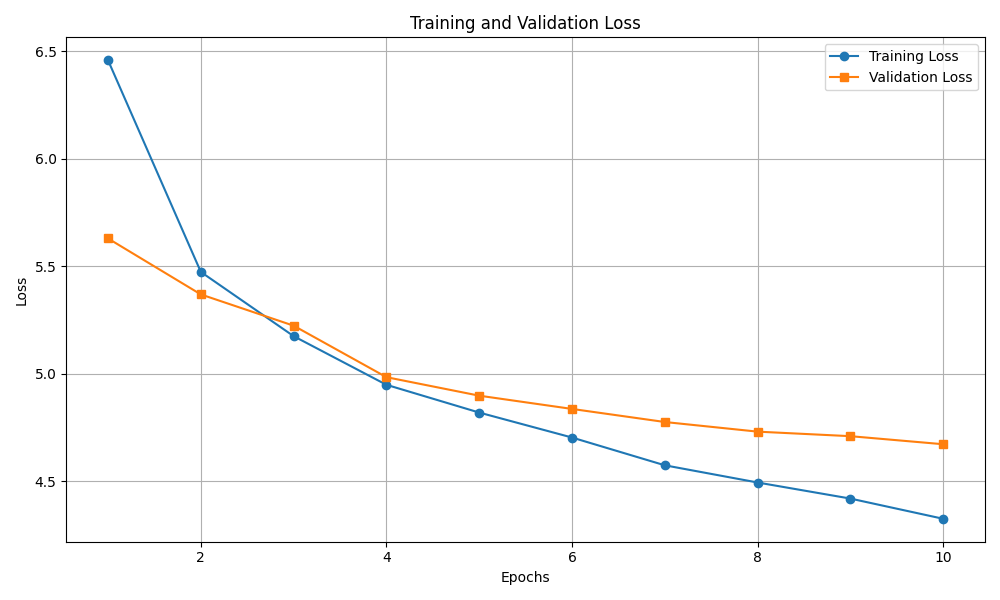 Training and Validation Loss
Training Loss
Validation Loss
6.5
6.0
5.5
5.0
4.5
Loss
2
4
6
8
10
Epochs